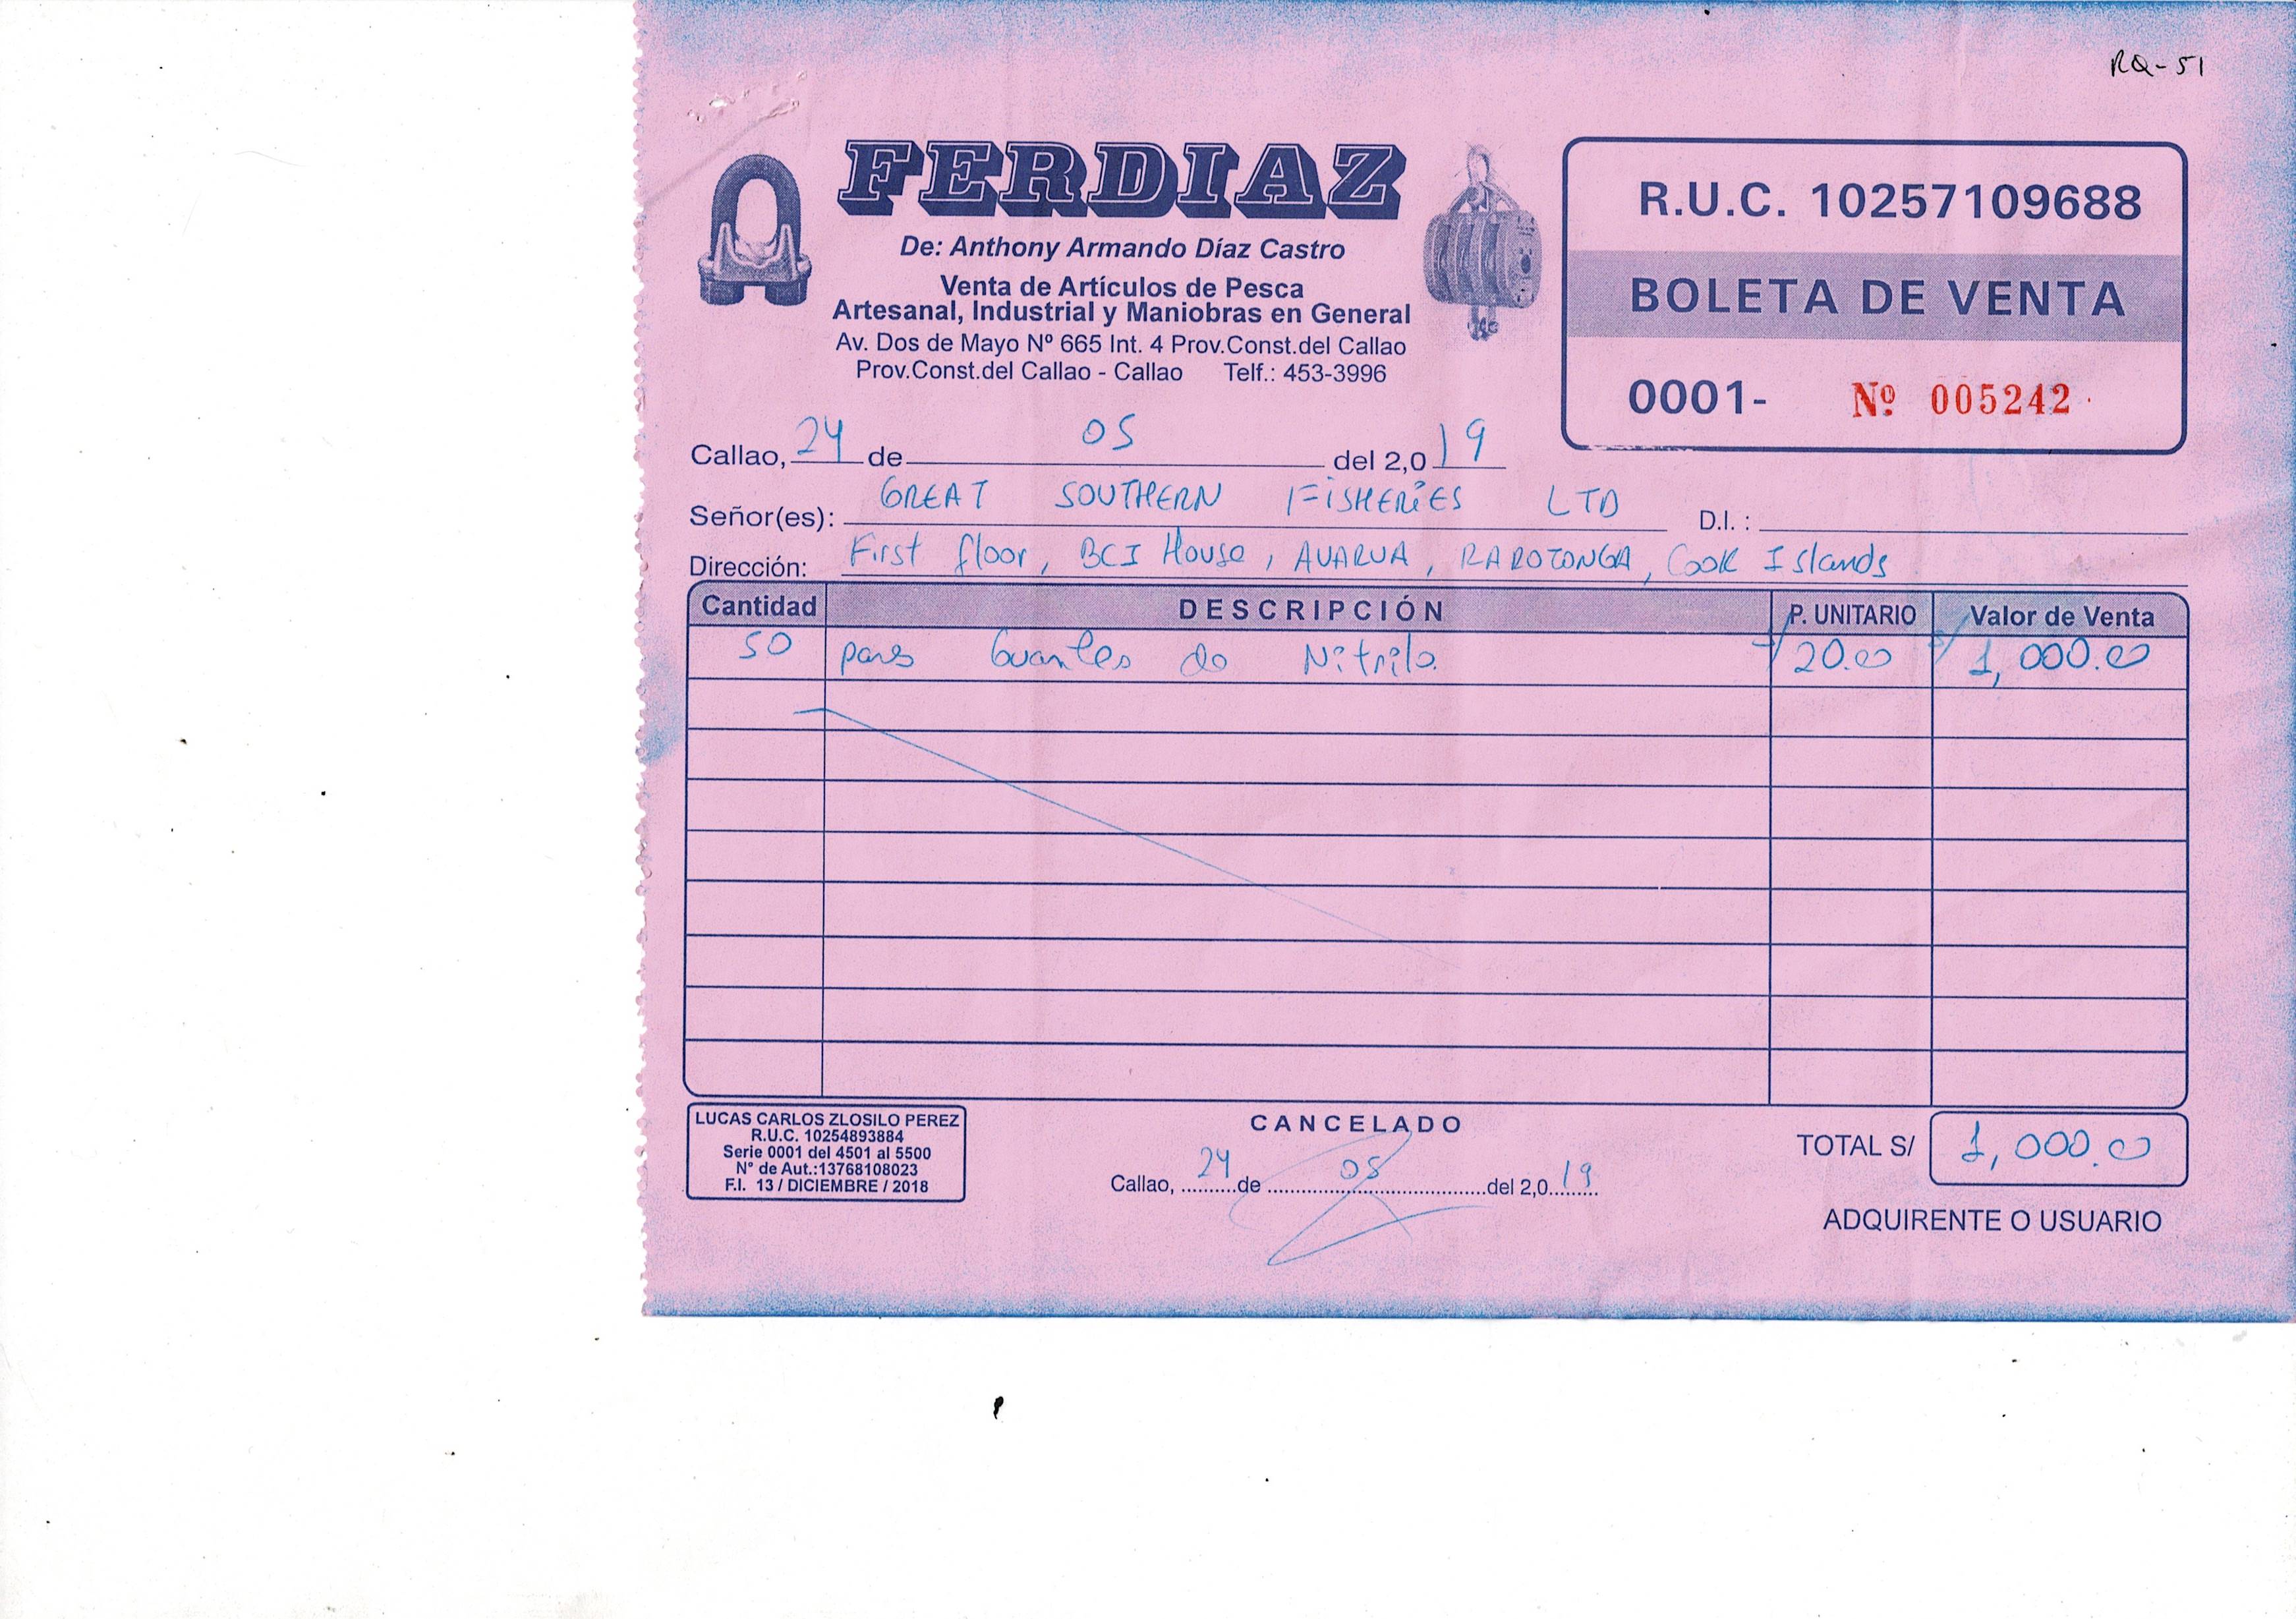 RQ-51
FERDIAZ
De: Anthony Armando Díaz Castro
Venta de Artículos de Pesca
Artesanal, Industrial y Maniobras en General
Av. Dos de Mayo Nº 665 Int. 4 Prov.Const.del Callao
Prov.Const.del Callao - Callao Telf.: 453-3996
R.U.C. 10257109688
BOLETA DE VENTA
0001- Nº 005242
Callao, 24 de 05 del 2,0 19
Señor(es): GREAT SOUTHERN FISHERIES LTD D.I. :
Dirección: First floor, BCI House, AVARUA, RAROTONGA, Cook Islands
Cantidad DESCRIPCIÓN P. UNITARIO Valor de Venta
50 pares Guantes de Nitrilo. S/ 20.00 S/ 1,000.00
LUCAS CARLOS ZLOSILO PEREZ
R.U.C. 10254893884
Serie 0001 del 4501 al 5500
Nº de Aut.:13768108023
F.I. 13 / DICIEMBRE / 2018
CANCELADO
Callao, 24 de 05 del 2,0 19
TOTAL S/ 1,000.00
ADQUIRENTE O USUARIO